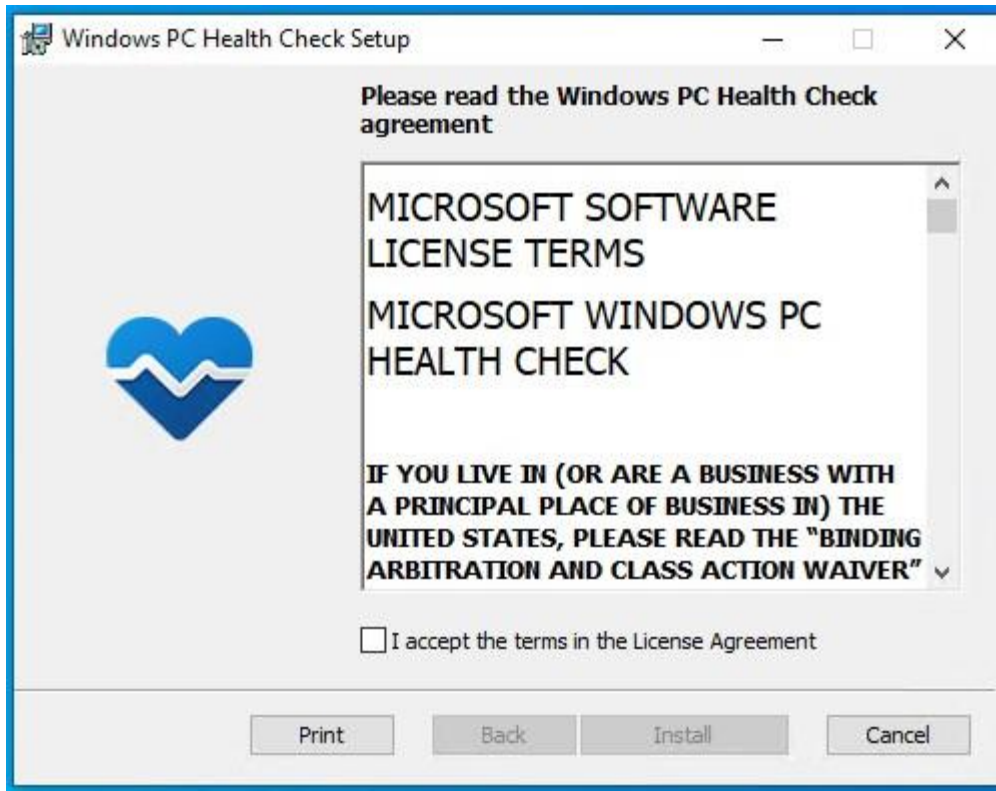 Windows PC Health Check Setup
Please read the Windows PC Health Check
agreement
MICROSOFT SOFTWARE
LICENSE TERMS
MICROSOFT WINDOWS PC
HEALTH CHECK
IF YOU LIVE IN (OR ARE A BUSINESS WITH
A PRINCIPAL PLACE OF BUSINESS IN) THE
UNITED STATES, PLEASE READ THE “BINDING
ARBITRATION AND CLASS ACTION WAIVER”
I accept the terms in the License Agreement
Print Back Install Cancel